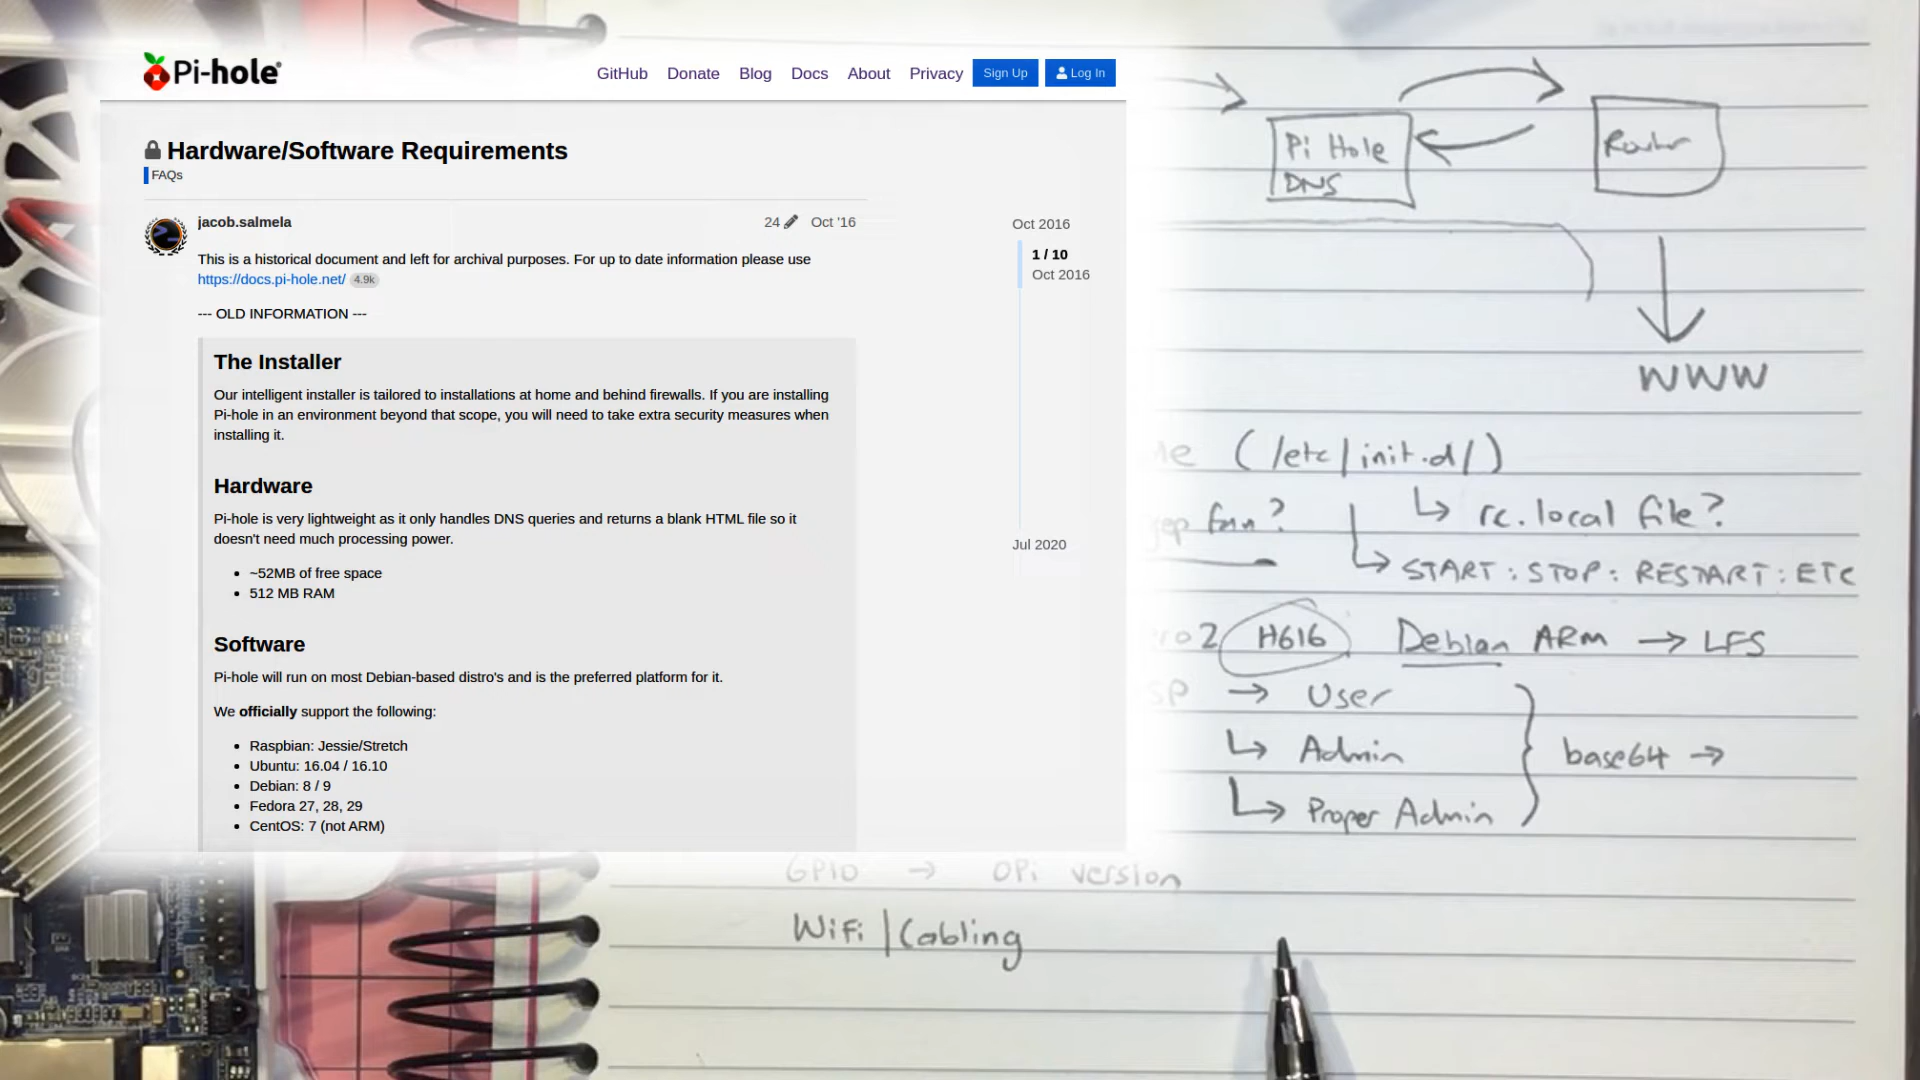 Pi-hole®
GitHub Donate Blog Docs About Privacy Sign Up Log In
Hardware/Software Requirements
FAQs
jacob.salmela
24 Oct '16
This is a historical document and left for archival purposes. For up to date information please use
https://docs.pi-hole.net/ 4.9k
--- OLD INFORMATION ---
The Installer
Our intelligent installer is tailored to installations at home and behind firewalls. If you are installing
Pi-hole in an environment beyond that scope, you will need to take extra security measures when
installing it.
Hardware
Pi-hole is very lightweight as it only handles DNS queries and returns a blank HTML file so it
doesn't need much processing power.
~52MB of free space
512 MB RAM
Software
Pi-hole will run on most Debian-based distro's and is the preferred platform for it.
We officially support the following:
Raspbian: Jessie/Stretch
Ubuntu: 16.04 / 16.10
Debian: 8 / 9
Fedora 27, 28, 29
CentOS: 7 (not ARM)
Oct 2016
1 / 10
Oct 2016
Jul 2020
Pi Hole
DNS
Router
WWW
(/etc/init.d/)
↳ rc.local file?
↳ START : STOP : RESTART : ETC
H616 Debian ARM → LFS
→ User
↳ Admin
↳ Proper Admin
base64 →
GPIO → OPi version
WiFi | Cabling